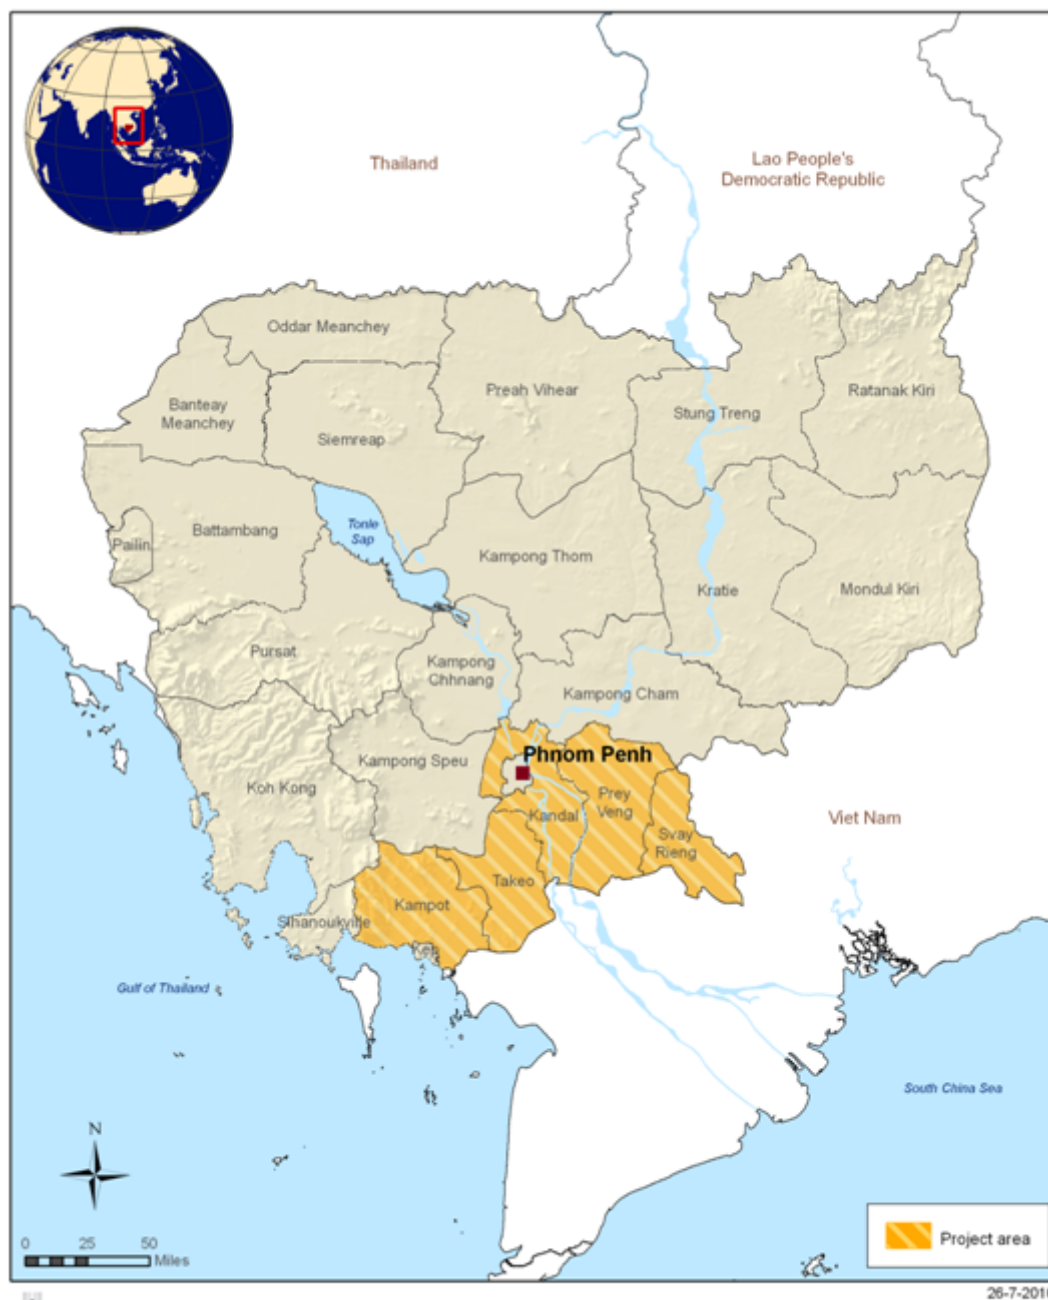 Thailand
Lao People's
Democratic Republic
Oddar Meanchey
Preah Vihear
Ratanak Kiri
Banteay
Meanchey
Stung Treng
Siemreap
Tonle
Sap
Battambang
Pailin
Kampong Thom
Kratie
Mondul Kiri
Pursat
Kampong
Chhnang
Kampong Cham
Phnom Penh
Kampong Speu
Koh Kong
Prey
Veng
Kandal
Viet Nam
Svay
Rieng
Takeo
Kampot
Sihanoukville
Kep
Gulf of Thailand
South China Sea
N
0 25 50
Miles
Project area